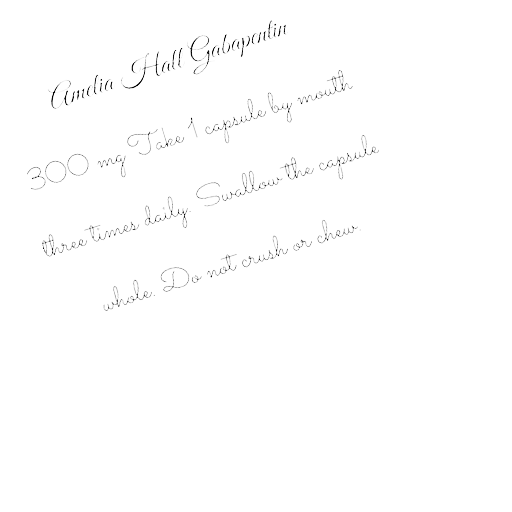 Amelia Hall Gabapentin
300 mg Take 1 capsule by mouth
three times daily. Swallow the capsule
whole. Do not crush or chew.